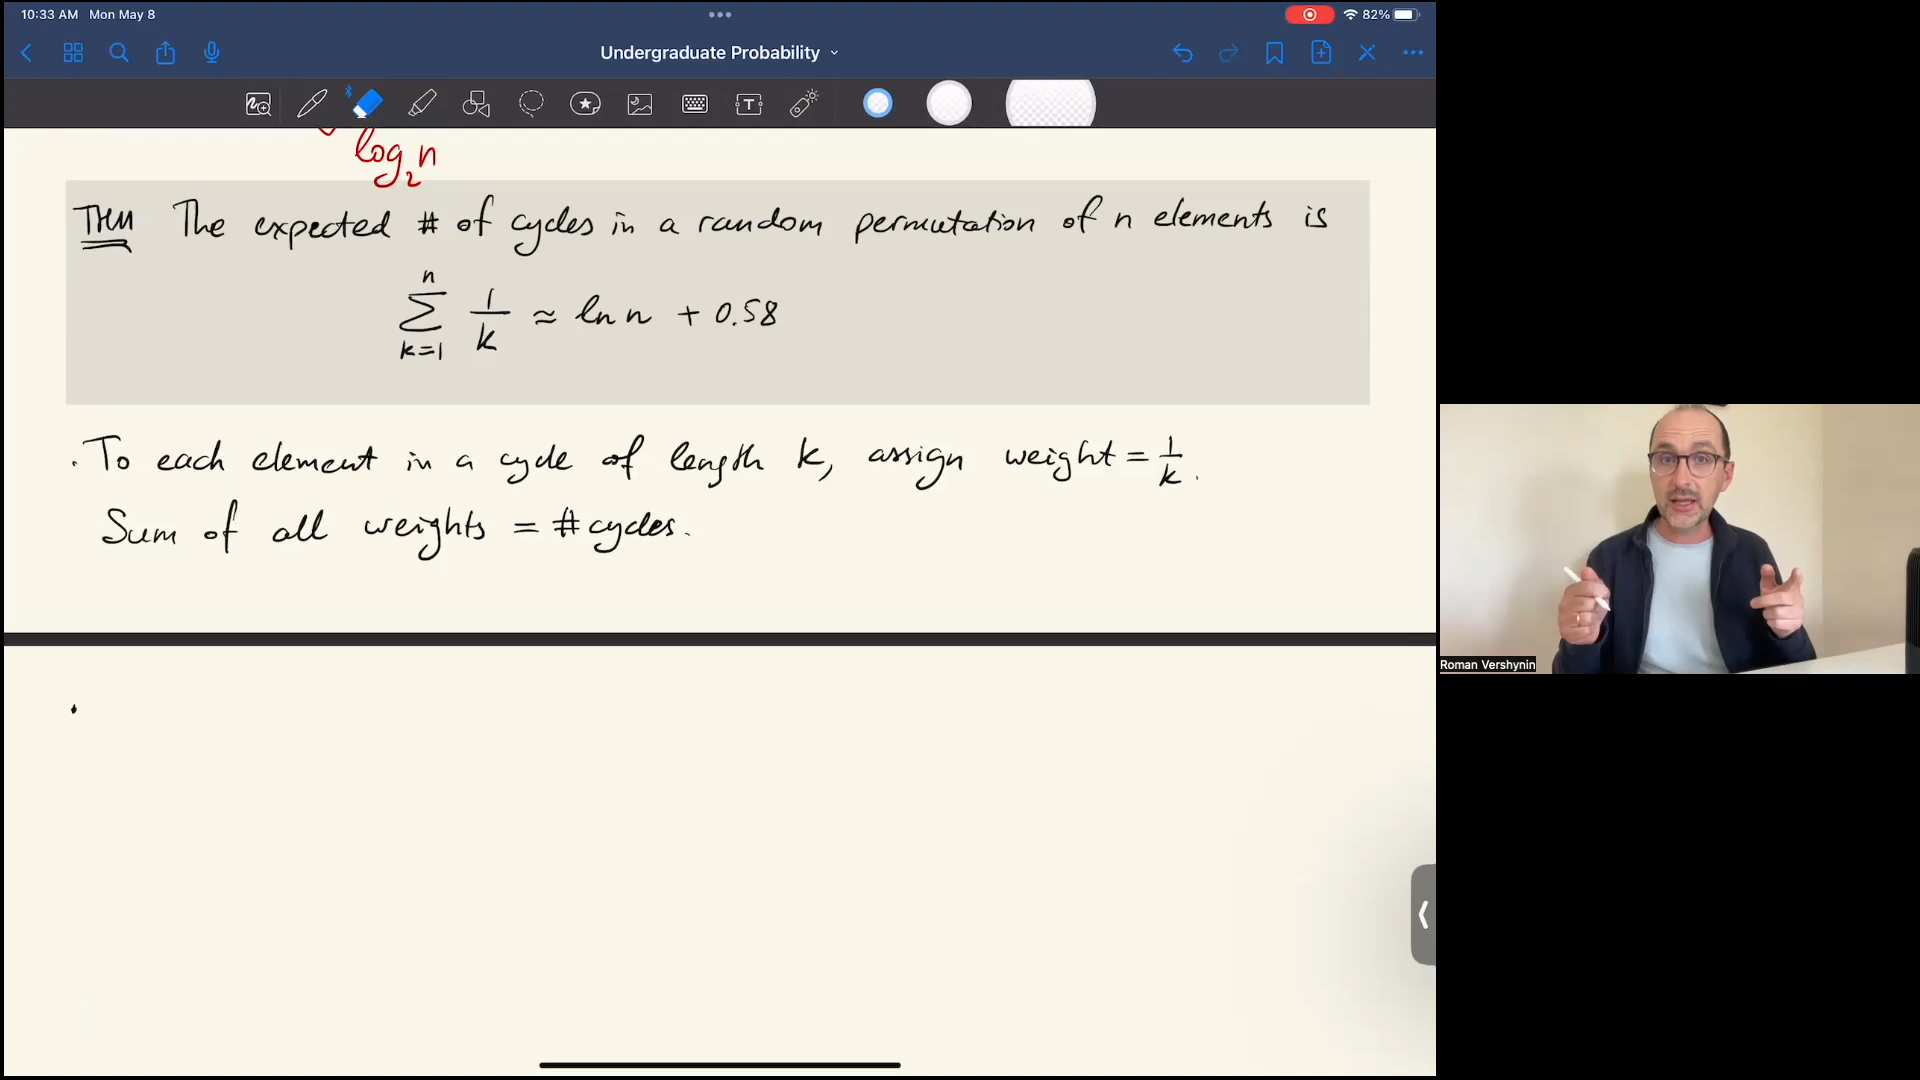 10:33 AM Mon May 8
82%
Undergraduate Probability
log₂n
THM The expected # of cycles in a random permutation of n elements is
n
∑ 1/k ≈ ln n + 0.58
k=1
. To each element in a cycle of length k, assign weight = 1/k.
Sum of all weights = # cycles.
.
Roman Vershynin